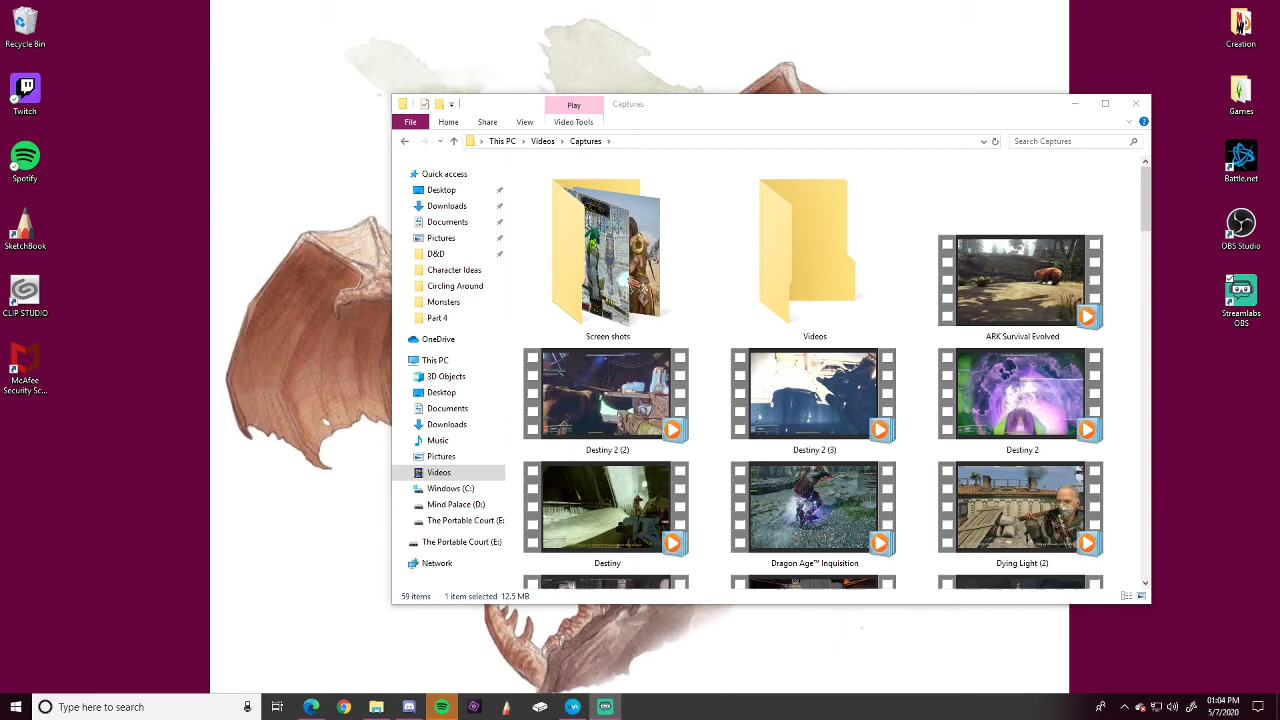 Recycle Bin
Twitch
Spotify
SketchBook
CLIP STUDIO
McAfee
Security Sc...
Play
Captures
File
Home
Share
View
Video Tools
This PC
Videos
Captures
Search Captures
Quick access
Desktop
Downloads
Documents
Pictures
D&D
Character Ideas
Circling Around
Monsters
Part 4
OneDrive
This PC
3D Objects
Desktop
Documents
Downloads
Music
Pictures
Videos
Windows (C:)
Mind Palace (D:)
The Portable Court (E:
The Portable Court (E:)
Network
Screen shots
Videos
ARK Survival Evolved
Destiny 2 (2)
Destiny 2 (3)
Destiny 2
Destiny
Dragon Age™ Inquisition
Dying Light (2)
59 items
1 item selected 12.5 MB
Creation
Games
Battle.net
OBS Studio
Streamlabs
OBS
Type here to search
01:04 PM
5/7/2020